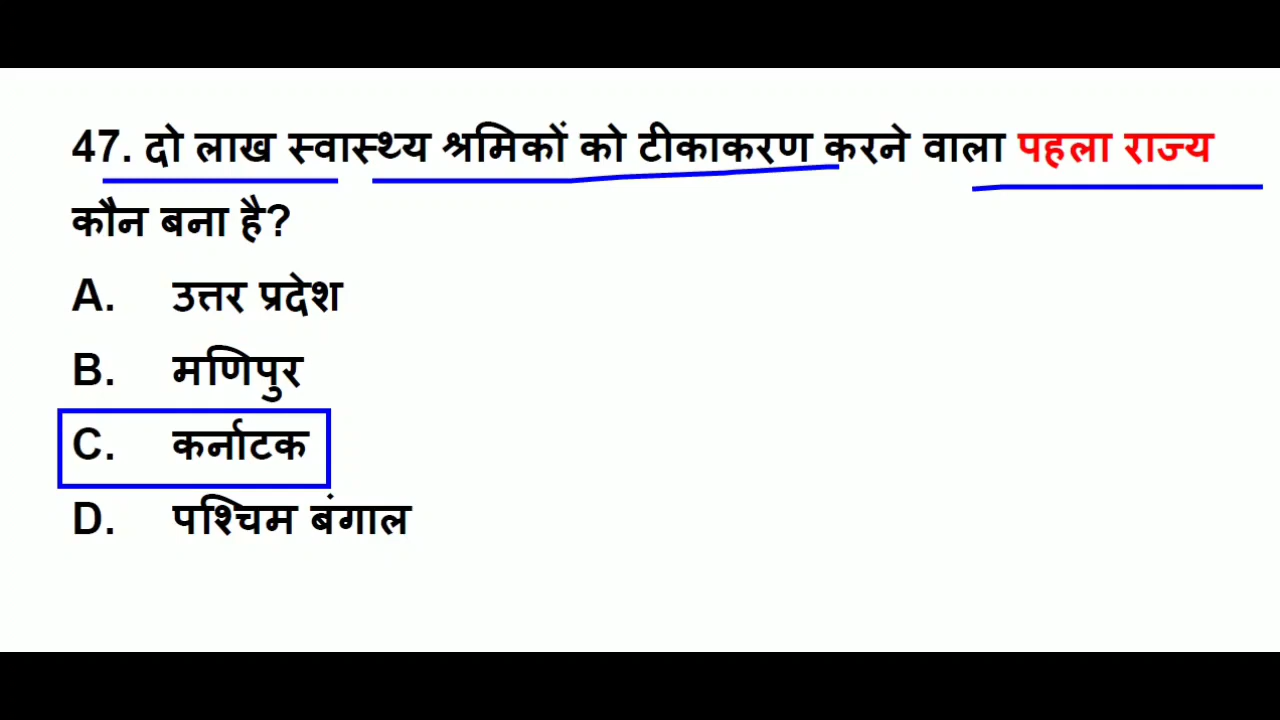 47. दो लाख स्वास्थ्य श्रमिकों को टीकाकरण करने वाला पहला राज्य
कौन बना है?
A. उत्तर प्रदेश
B. मणिपुर
C. कर्नाटक
D. पश्चिम बंगाल